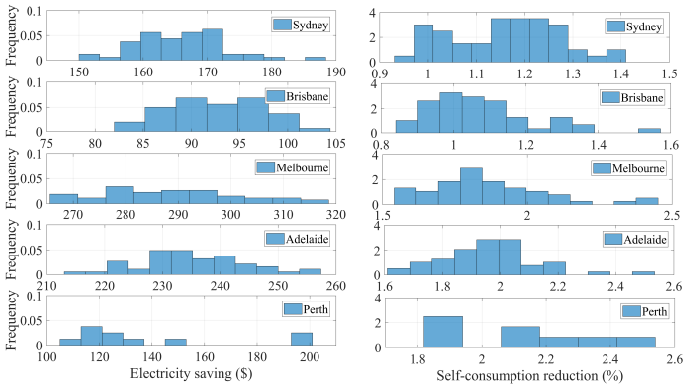 Frequency
0.1
0.05
0
Sydney
150 160 170 180 190
4
2
0
Sydney
0.9 1 1.1 1.2 1.3 1.4 1.5
Frequency
0.1
0.05
0
Brisbane
75 80 85 90 95 100 105
4
2
0
Brisbane
0.8 1 1.2 1.4 1.6
Frequency
0.1
0.05
0
Melbourne
270 280 290 300 310 320
4
2
0
Melbourne
1.5 2 2.5
Frequency
0.1
0.05
0
Adelaide
210 220 230 240 250 260
4
2
0
Adelaide
1.6 1.8 2 2.2 2.4 2.6
Frequency
0.1
0.05
0
Perth
100 120 140 160 180 200
Electricity saving ($)
4
2
0
Perth
1.8 2 2.2 2.4 2.6
Self-consumption reduction (%)